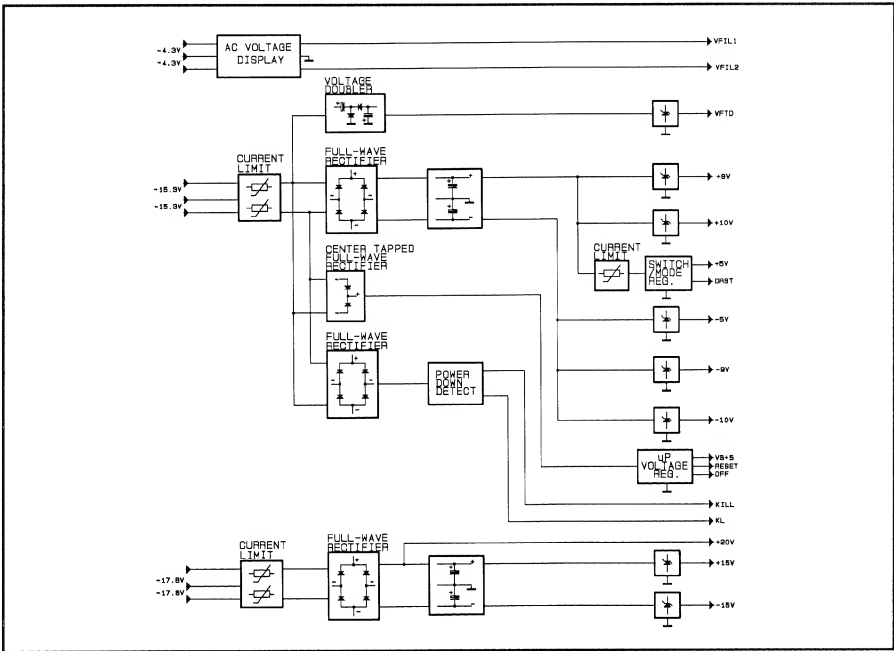 AC VOLTAGE
DISPLAY
~4.3V
~4.3V
VFIL1
VFIL2
VOLTAGE
DOUBLER
VFTD
CURRENT
LIMIT
~15.3V
~15.3V
FULL-WAVE
RECTIFIER
+9V
+10V
CURRENT
LIMIT
SWITCH
/MODE
REG.
+5V
DRST
CENTER TAPPED
FULL-WAVE
RECTIFIER
-5V
FULL-WAVE
RECTIFIER
POWER
DOWN
DETECT
-9V
-10V
uP
VOLTAGE
REG.
VB+5
RESET
OFF
KILL
KL
+20V
CURRENT
LIMIT
~17.8V
~17.8V
FULL-WAVE
RECTIFIER
+15V
-15V